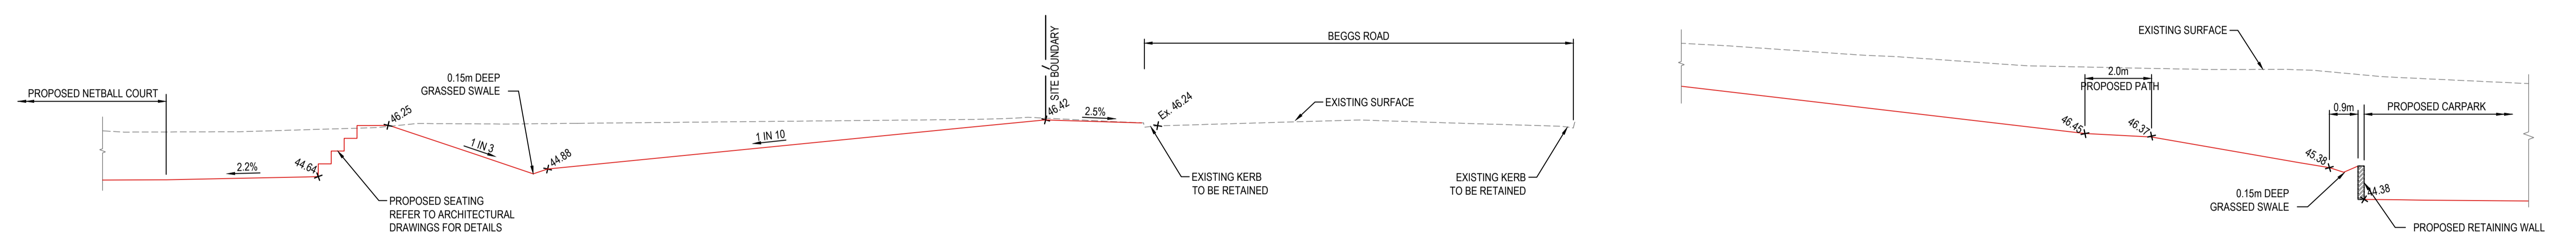 PROPOSED NETBALL COURT
2.2%
44.64
46.25
0.15m DEEP
GRASSED SWALE
1 IN 3
44.88
PROPOSED SEATING
REFER TO ARCHITECTURAL
DRAWINGS FOR DETAILS
1 IN 10
SITE BOUNDARY
46.42
2.5%
Ex. 46.24
BEGGS ROAD
EXISTING SURFACE
EXISTING KERB
TO BE RETAINED
EXISTING KERB
TO BE RETAINED
EXISTING SURFACE
2.0m
PROPOSED PATH
46.45
46.37
45.38
0.9m
PROPOSED CARPARK
0.15m DEEP
GRASSED SWALE
44.38
PROPOSED RETAINING WALL